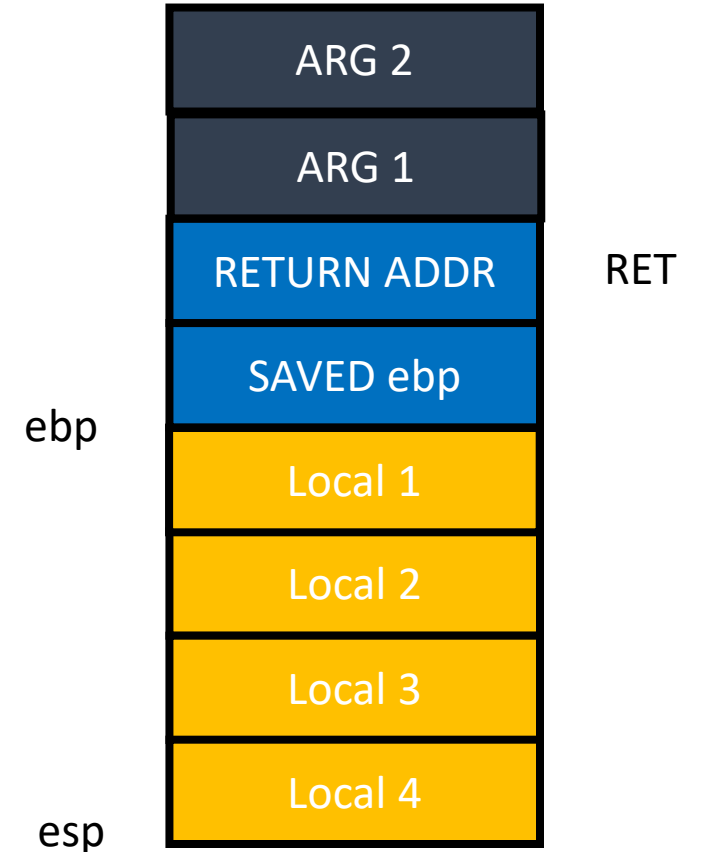 ARG 2
ARG 1
RETURN ADDR
RET
SAVED ebp
ebp
Local 1
Local 2
Local 3
Local 4
esp